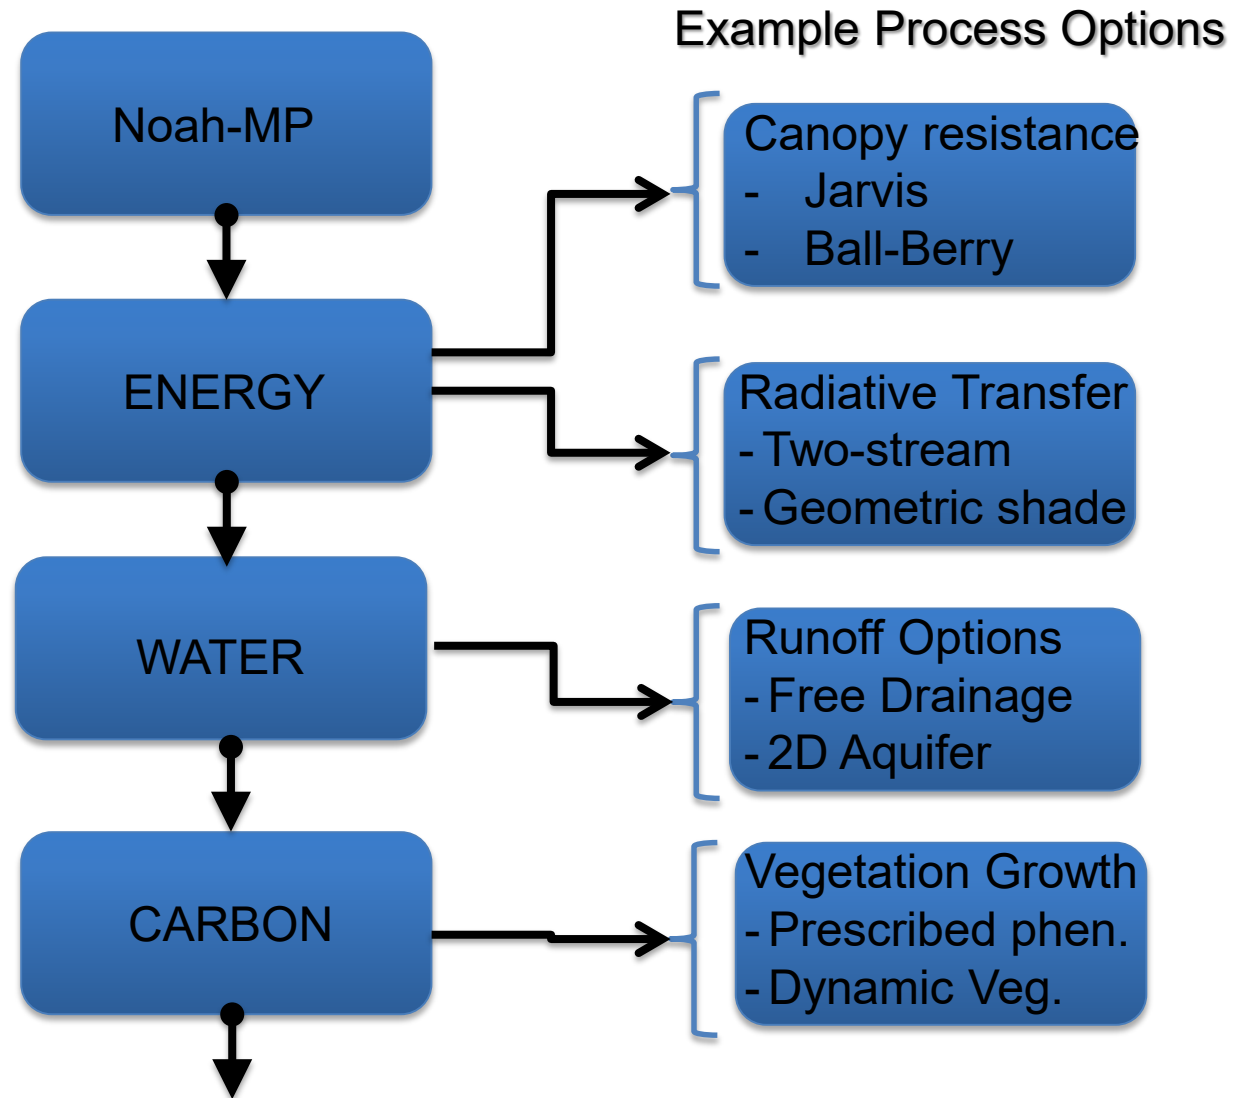 Example Process Options
Noah-MP
Canopy resistance
- Jarvis
- Ball-Berry
ENERGY
Radiative Transfer
- Two-stream
- Geometric shade
WATER
Runoff Options
- Free Drainage
- 2D Aquifer
CARBON
Vegetation Growth
- Prescribed phen.
- Dynamic Veg.